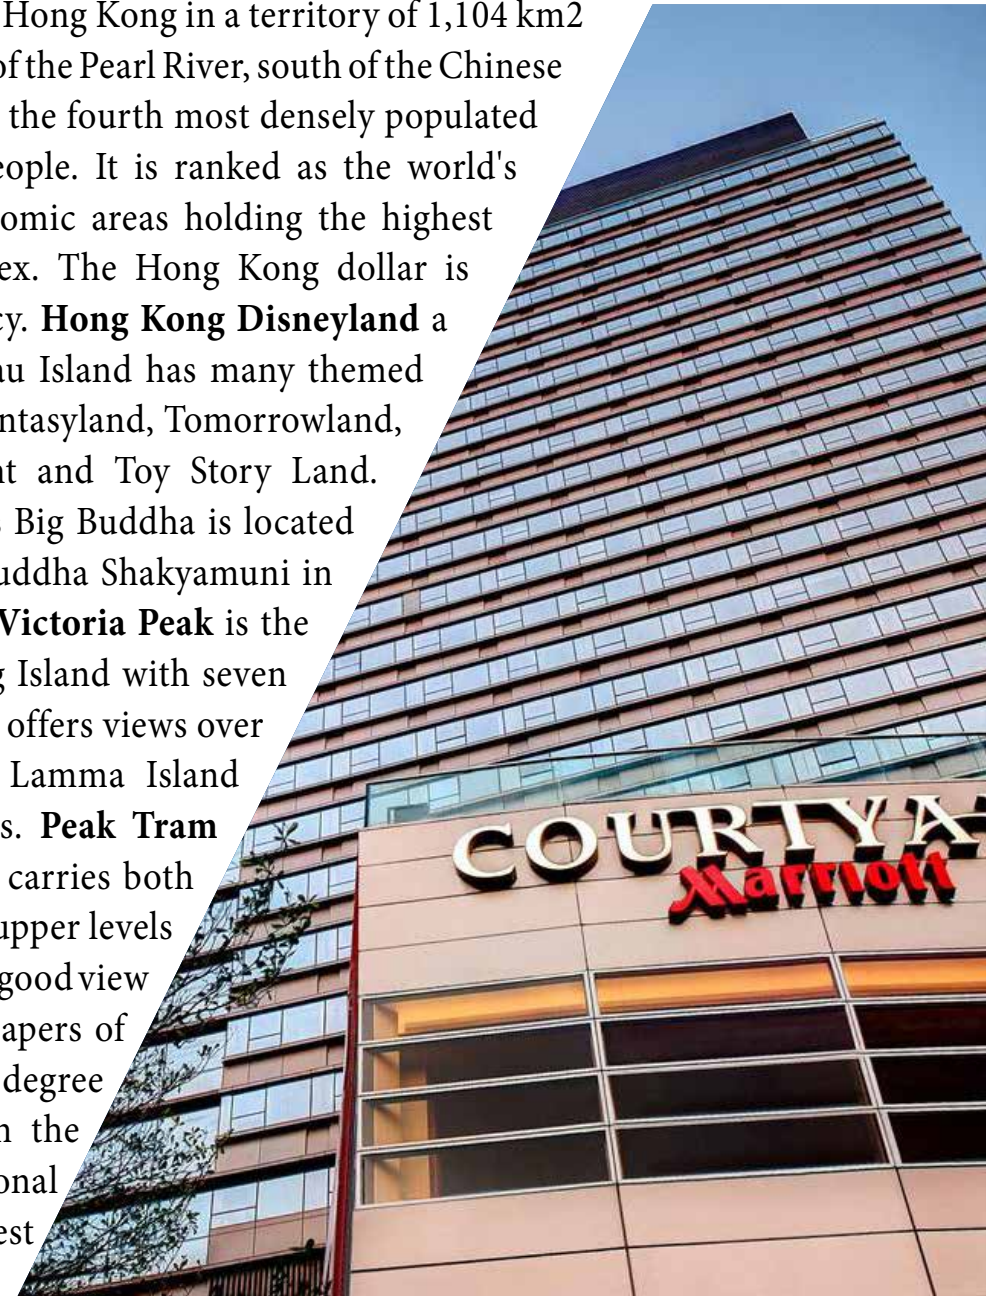 Hong Kong in a territory of 1,104 km2
of the Pearl River, south of the Chinese
the fourth most densely populated
eople. It is ranked as the world's
omic areas holding the highest
ex. The Hong Kong dollar is
cy. Hong Kong Disneyland a
au Island has many themed
ntasyland, Tomorrowland,
nt and Toy Story Land.
s Big Buddha is located
uddha Shakyamuni in
Victoria Peak is the
g Island with seven
offers views over
Lamma Island
s. Peak Tram
carries both
upper levels
good view
apers of
degree
n the
onal
est
COURTYA
Marriott